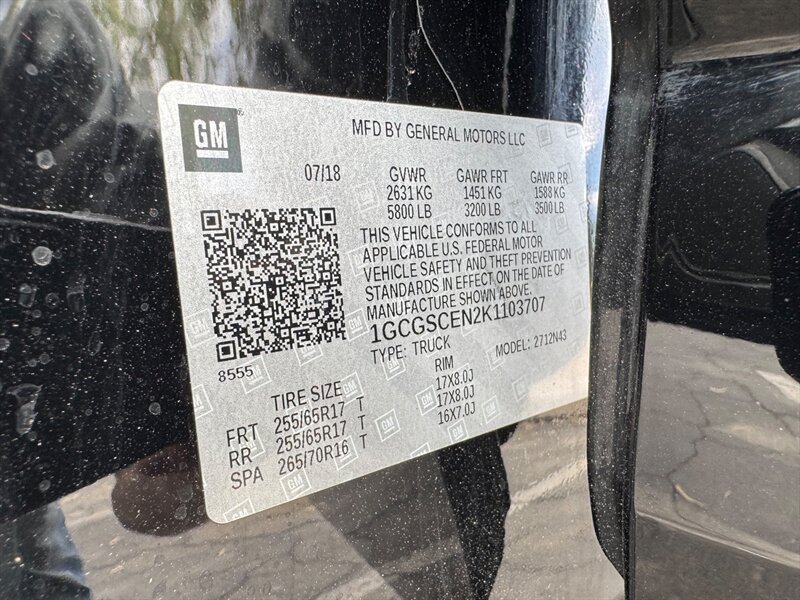 GM
MFD BY GENERAL MOTORS LLC
07/18 GVWR GAWR FRT GAWR RR
2631 KG 1451 KG 1588 KG
5800 LB 3200 LB 3500 LB
THIS VEHICLE CONFORMS TO ALL
APPLICABLE U.S. FEDERAL MOTOR
VEHICLE SAFETY AND THEFT PREVENTION
STANDARDS IN EFFECT ON THE DATE OF
MANUFACTURE SHOWN ABOVE.
1GCGSCEN2K1103707
TYPE: TRUCK MODEL: 2712N43
8555
TIRE SIZE RIM
FRT 255/65R17 T 17X8.0J
RR 255/65R17 T 17X8.0J
SPA 265/70R16 T 16X7.0J